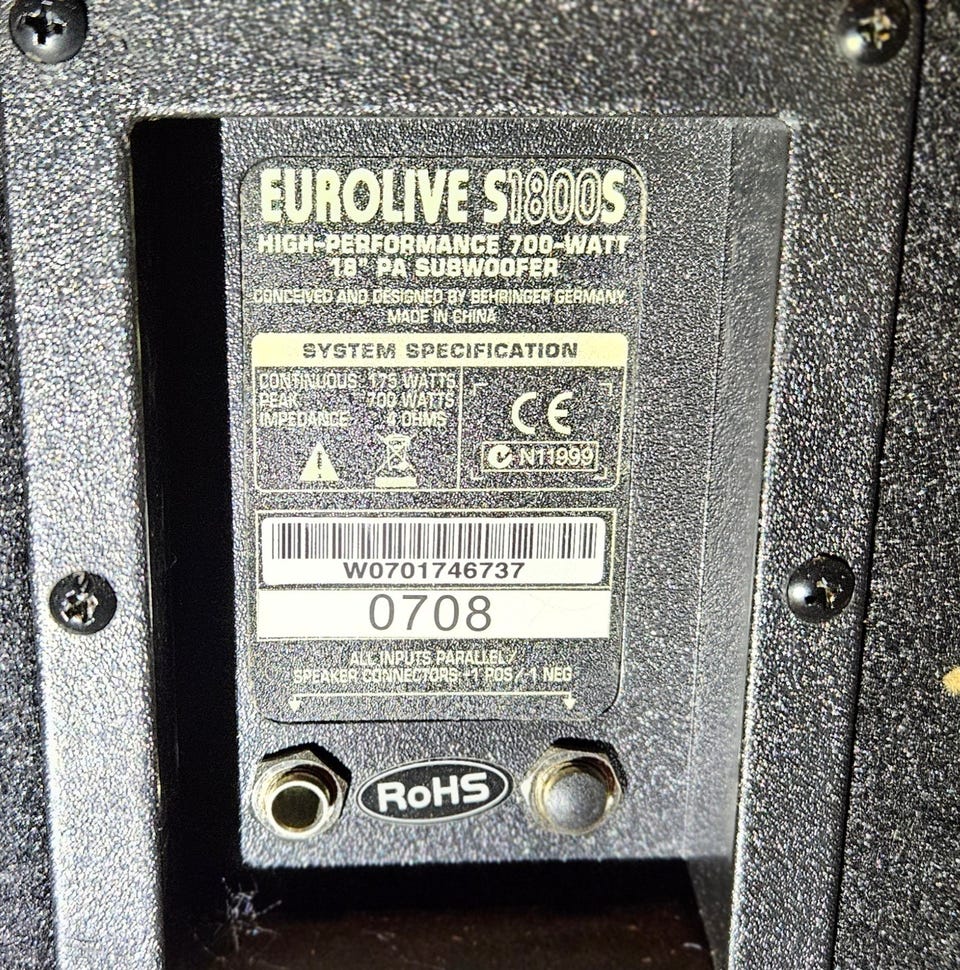 EUROLIVE S1800S
HIGH-PERFORMANCE 700-WATT
18" PA SUBWOOFER
CONCEIVED AND DESIGNED BY BEHRINGER GERMANY
MADE IN CHINA
SYSTEM SPECIFICATION
CONTINUOUS 175 WATTS
PEAK 700 WATTS
IMPEDANCE 4 OHMS
CE
N11999
W0701746737
0708
ALL INPUTS PARALLEL/
SPEAKER CONNECTORS +1 POS/-1 NEG
RoHS